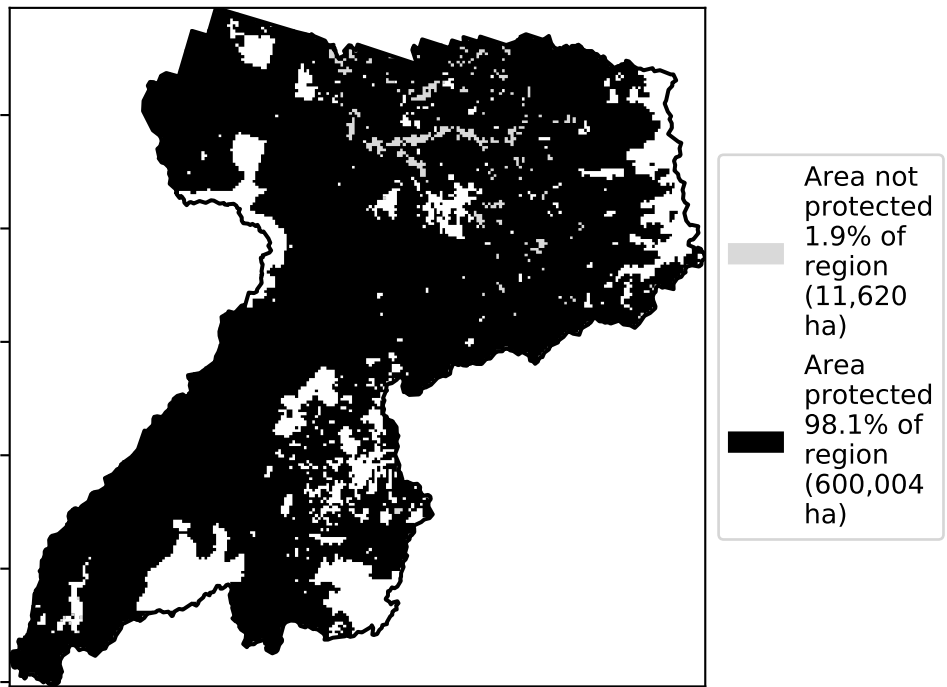 Area not
protected
1.9% of
region
(11,620
ha)
Area
protected
98.1% of
region
(600,004
ha)